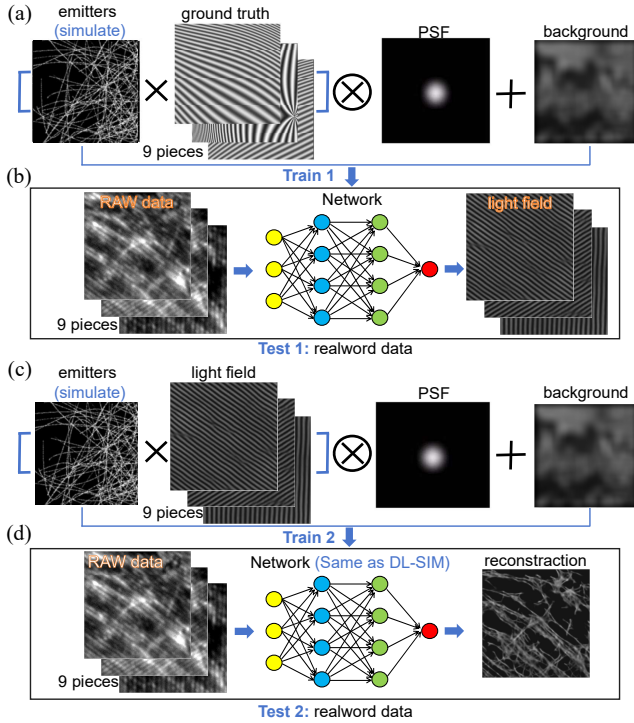 (a)
emitters
(simulate)
ground truth
PSF
background
9 pieces
Train 1
(b)
RAW data
Network
light field
9 pieces
Test 1: realword data
(c)
emitters
(simulate)
light field
PSF
background
9 pieces
Train 2
(d)
RAW data
Network (Same as DL-SIM)
reconstraction
9 pieces
Test 2: realword data